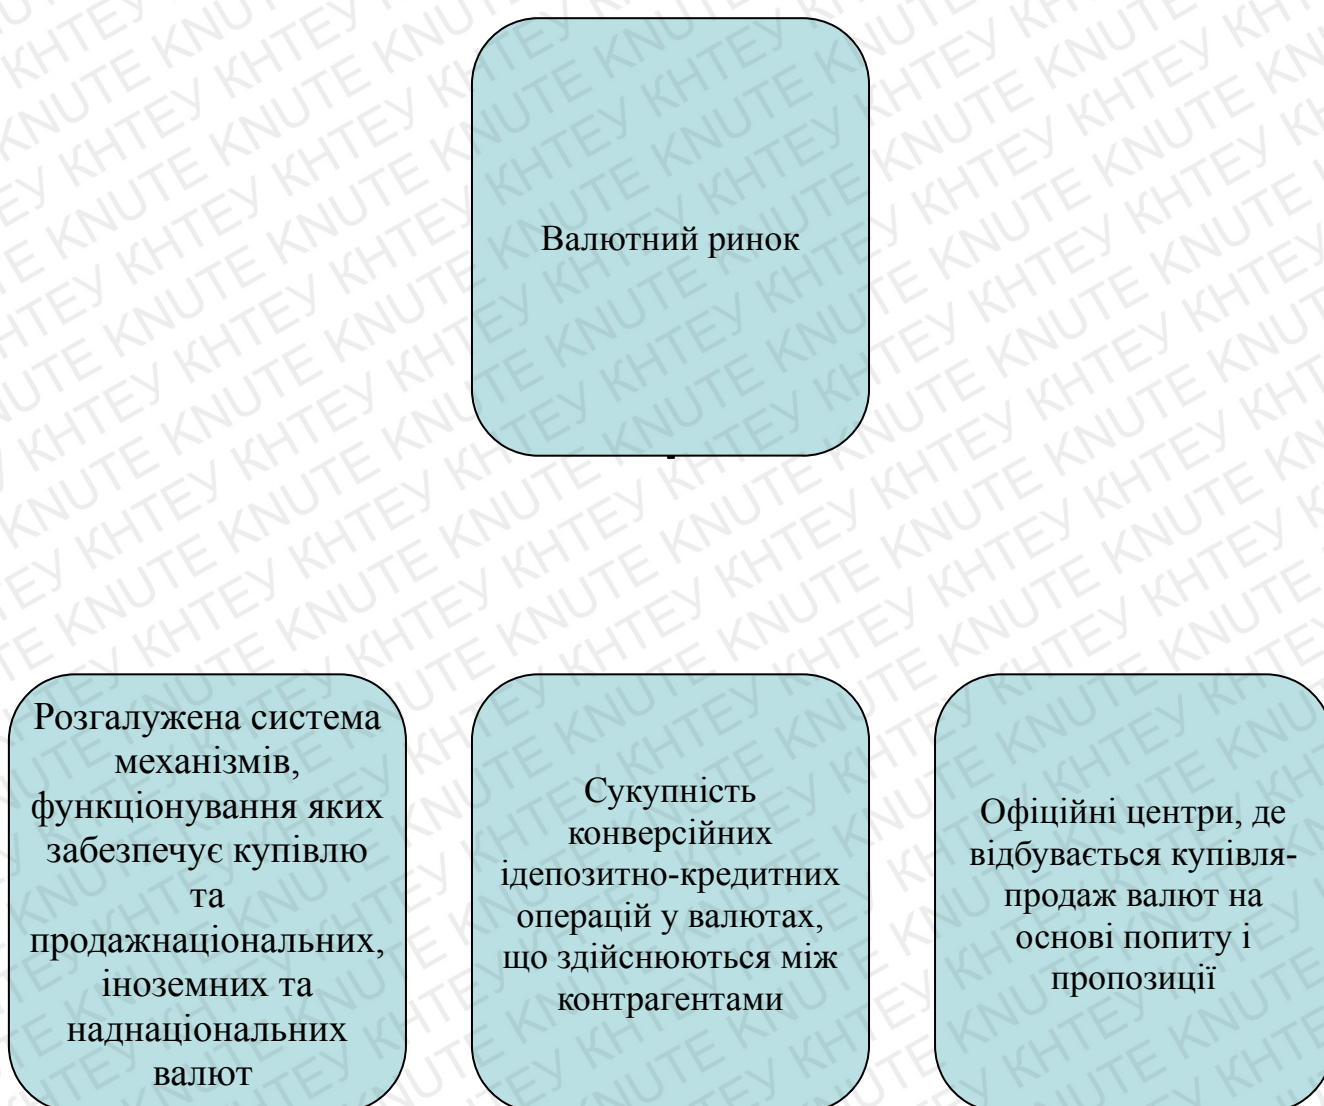 Валютний ринок
Розгалужена система
механізмів,
функціонування яких
забезпечує купівлю
та
продажнаціональних,
іноземних та
наднаціональних
валют
Сукупність
конверсійних
ідепозитно-кредитних
операцій у валютах,
що здійснюються між
контрагентами
Офіційні центри, де
відбувається купівля-
продаж валют на
основі попиту і
пропозиції